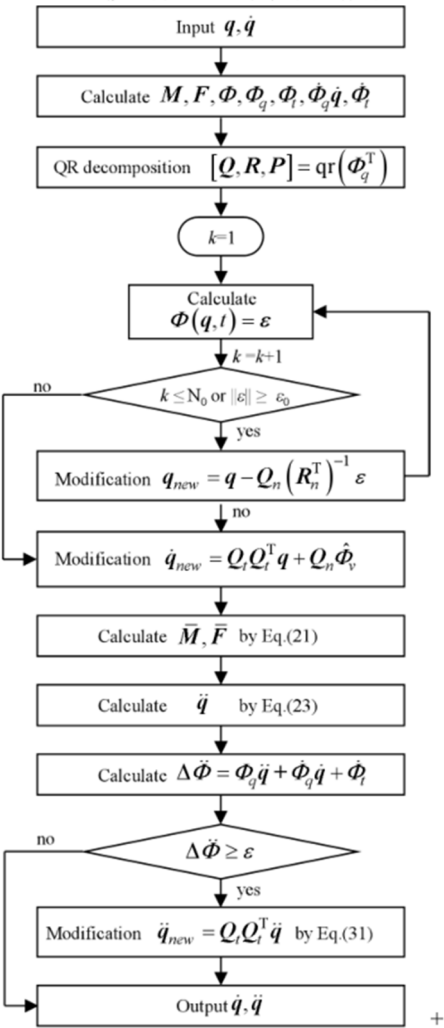 Input q, q̇
Calculate M, F, Φ, Φ_q, Φ_t, Φ̇_q q̇, Φ̇_t
QR decomposition [Q, R, P] = qr(Φ_q^T)
k=1
Calculate
Φ(q, t) = ε
k=k+1
no
k ≤ N₀ or ||ε|| ≥ ε₀
yes
Modification q_new = q − Q_n (R_n^T)^−1 ε
no
Modification q̇_new = Q_t Q_t^T q + Q_n Φ̂_v
Calculate M̄, F̄ by Eq.(21)
Calculate q̈ by Eq.(23)
Calculate ΔΦ̈ = Φ_q q̈ + Φ̇_q q̇ + Φ̇_t
no
ΔΦ̈ ≥ ε
yes
Modification q̈_new = Q_t Q_t^T q̈ by Eq.(31)
Output q̇, q̈
+